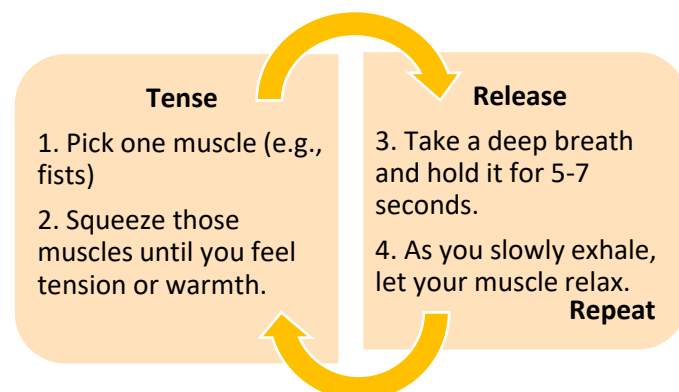 Tense
1. Pick one muscle (e.g.,
fists)
2. Squeeze those
muscles until you feel
tension or warmth.
Release
3. Take a deep breath
and hold it for 5-7
seconds.
4. As you slowly exhale,
let your muscle relax.
Repeat